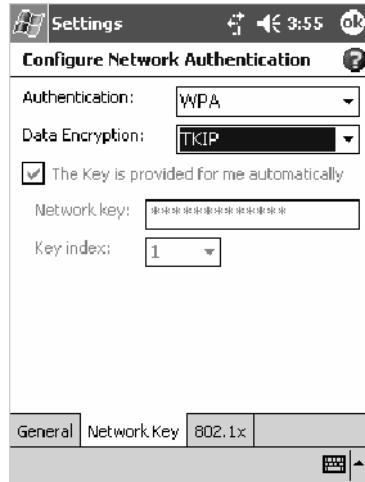 Settings 3:55 ok
Configure Network Authentication ?
Authentication: WPA
Data Encryption: TKIP
The Key is provided for me automatically
Network key: *************
Key index: 1
General Network Key 802.1x